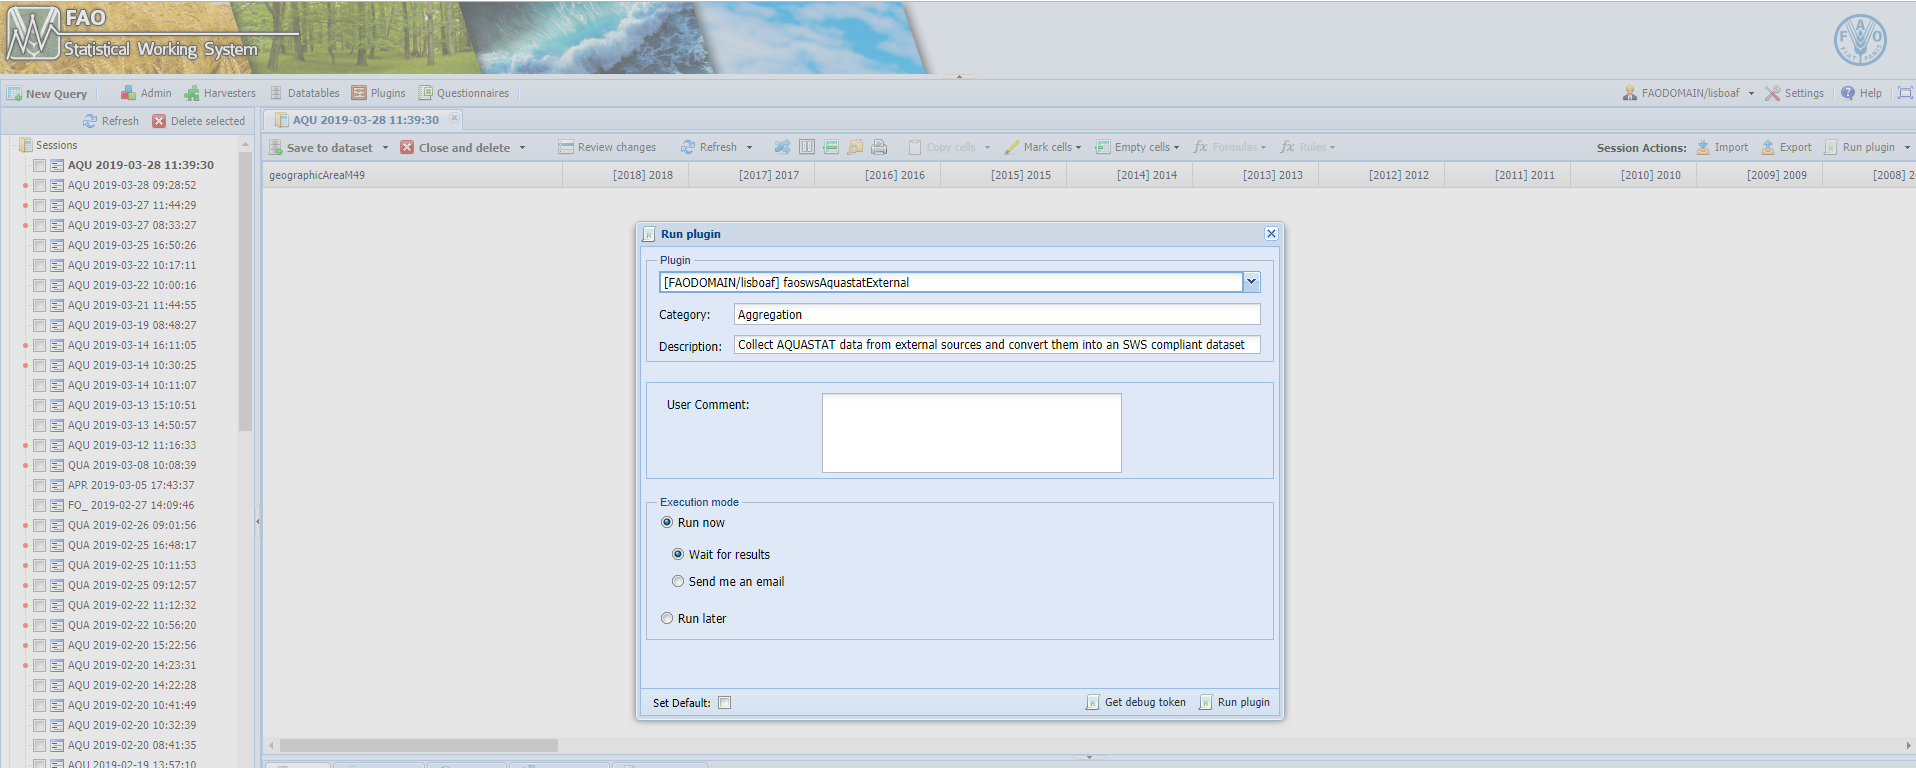 FAO
Statistical Working System
New Query Admin Harvesters Datatables Plugins Questionnaires FAODOMAIN/lisboaf Settings Help
Refresh Delete selected
AQU 2019-03-28 11:39:30
Save to dataset Close and delete Review changes Refresh Copy cells Mark cells Empty cells fx Formulas fx Rules Session Actions: Import Export Run plugin
geographicAreaM49 [2018] 2018 [2017] 2017 [2016] 2016 [2015] 2015 [2014] 2014 [2013] 2013 [2012] 2012 [2011] 2011 [2010] 2010 [2009] 2009 [2008] 2
Sessions
AQU 2019-03-28 11:39:30
AQU 2019-03-28 09:28:52
AQU 2019-03-27 11:44:29
AQU 2019-03-27 08:33:27
AQU 2019-03-25 16:50:26
AQU 2019-03-22 10:17:11
AQU 2019-03-22 10:00:16
AQU 2019-03-21 11:44:55
AQU 2019-03-19 08:48:27
AQU 2019-03-14 16:11:05
AQU 2019-03-14 10:30:25
AQU 2019-03-14 10:11:07
AQU 2019-03-13 15:10:51
AQU 2019-03-13 14:50:57
AQU 2019-03-12 11:16:33
QUA 2019-03-08 10:08:39
APR 2019-03-05 17:43:37
FO_ 2019-02-27 14:09:46
QUA 2019-02-26 09:01:56
QUA 2019-02-25 16:48:17
QUA 2019-02-25 10:11:53
QUA 2019-02-25 09:12:57
QUA 2019-02-22 11:12:32
QUA 2019-02-22 10:56:20
AQU 2019-02-20 15:22:56
AQU 2019-02-20 14:23:31
AQU 2019-02-20 14:22:28
AQU 2019-02-20 10:41:49
AQU 2019-02-20 10:32:39
AQU 2019-02-20 08:41:35
AQU 2019-02-19 13:57:10
Run plugin
Plugin
[FAODOMAIN/lisboaf] faoswsAquastatExternal
Category: Aggregation
Description: Collect AQUASTAT data from external sources and convert them into an SWS compliant dataset
User Comment:
Execution mode
Run now
Wait for results
Send me an email
Run later
Set Default: Get debug token Run plugin